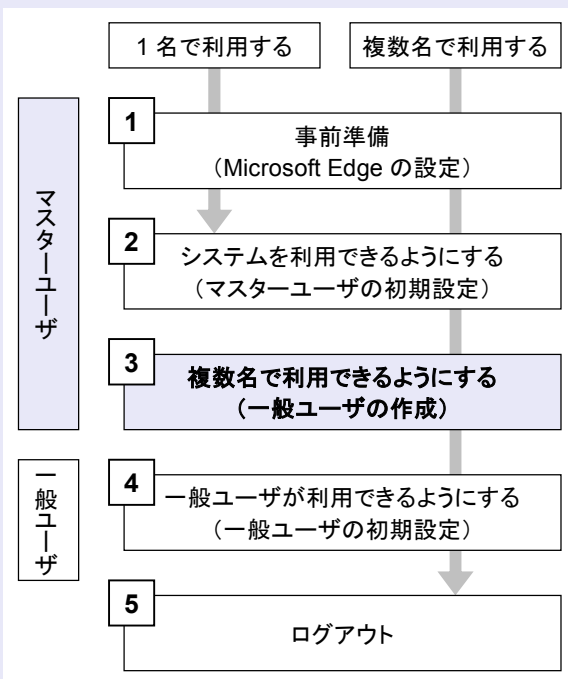 1 名で利用する
複数名で利用する
マスターユーザ
1
事前準備
（Microsoft Edge の設定）
2
システムを利用できるようにする
（マスターユーザの初期設定）
3
複数名で利用できるようにする
（一般ユーザの作成）
一般ユーザ
4
一般ユーザが利用できるようにする
（一般ユーザの初期設定）
5
ログアウト